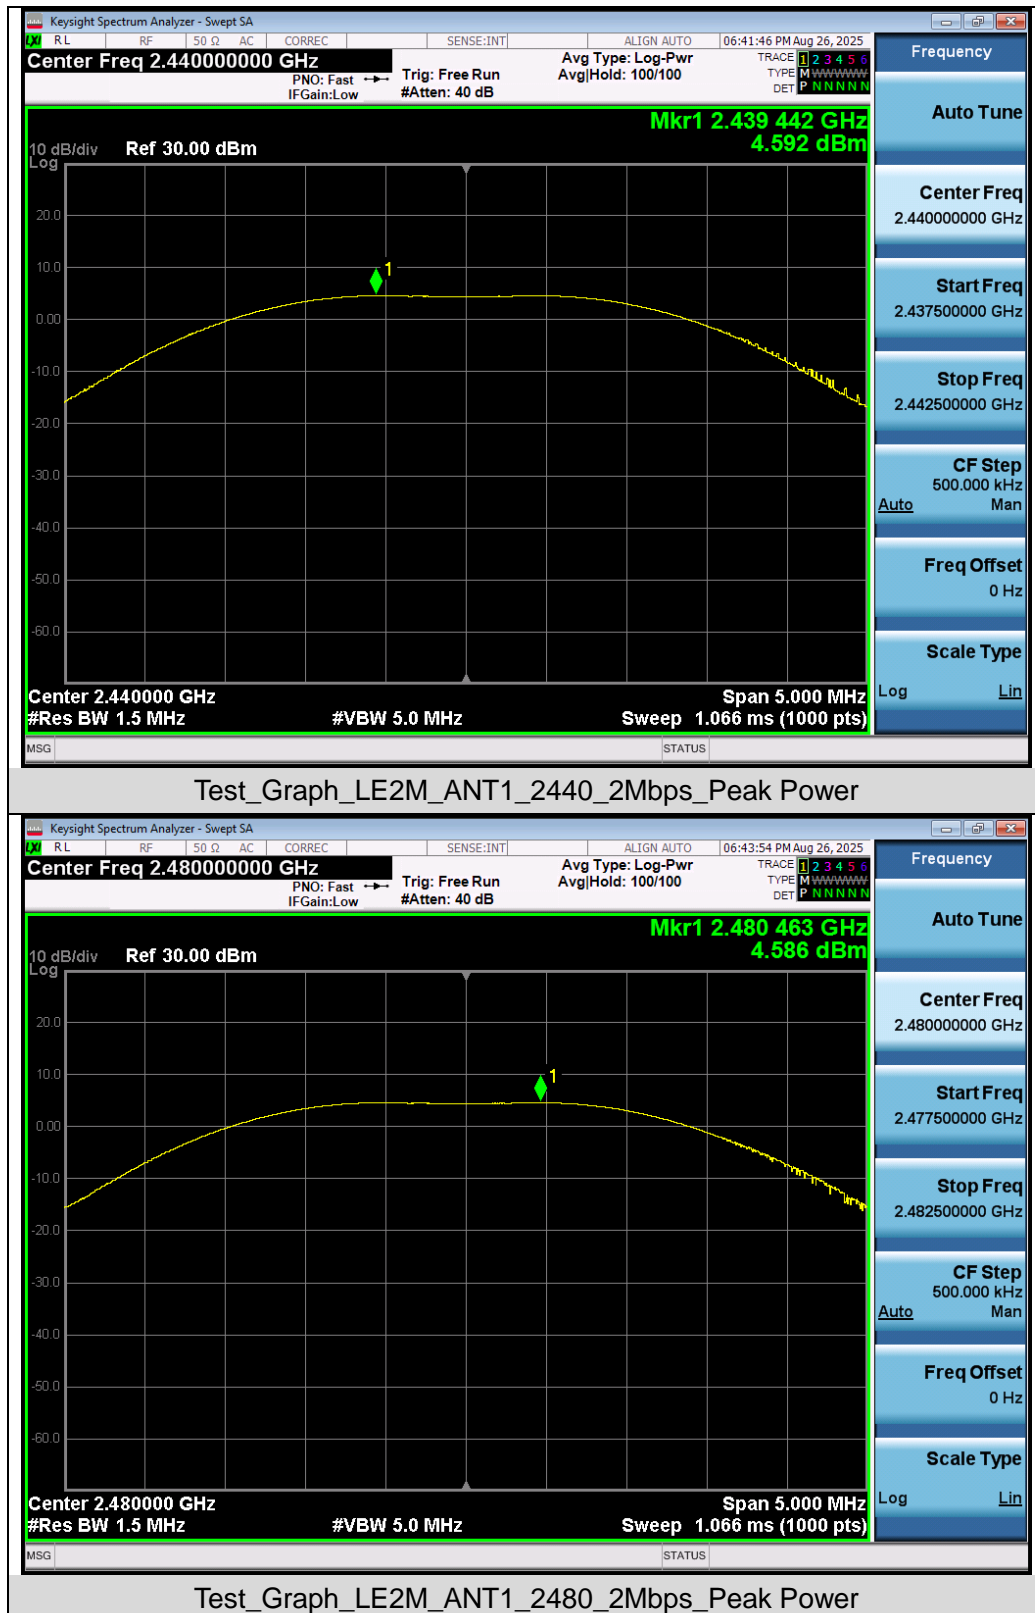 Keysight Spectrum Analyzer - Swept SA
LXI RL RF 50 Ω AC CORREC SENSE:INT ALIGN AUTO 06:41:46 PM Aug 26, 2025
Center Freq 2.440000000 GHz Avg Type: Log-Pwr TRACE 1 2 3 4 5 6
PNO: Fast Trig: Free Run Avg|Hold: 100/100 TYPE M W W W W W
IFGain:Low #Atten: 40 dB DET P N N N N N
Mkr1 2.439 442 GHz
4.592 dBm
10 dB/div Ref 30.00 dBm
Log
20.0
10.0
1
0.00
-10.0
-20.0
-30.0
-40.0
-50.0
-60.0
Center 2.440000 GHz Span 5.000 MHz
#Res BW 1.5 MHz #VBW 5.0 MHz Sweep 1.066 ms (1000 pts)
MSG STATUS
Frequency
Auto Tune
Center Freq
2.440000000 GHz
Start Freq
2.437500000 GHz
Stop Freq
2.442500000 GHz
CF Step
500.000 kHz
Auto Man
Freq Offset
0 Hz
Scale Type
Log Lin
Test_Graph_LE2M_ANT1_2440_2Mbps_Peak Power
Keysight Spectrum Analyzer - Swept SA
LXI RL RF 50 Ω AC CORREC SENSE:INT ALIGN AUTO 06:43:54 PM Aug 26, 2025
Center Freq 2.480000000 GHz Avg Type: Log-Pwr TRACE 1 2 3 4 5 6
PNO: Fast Trig: Free Run Avg|Hold: 100/100 TYPE M W W W W W
IFGain:Low #Atten: 40 dB DET P N N N N N
Mkr1 2.480 463 GHz
4.586 dBm
10 dB/div Ref 30.00 dBm
Log
20.0
10.0
1
0.00
-10.0
-20.0
-30.0
-40.0
-50.0
-60.0
Center 2.480000 GHz Span 5.000 MHz
#Res BW 1.5 MHz #VBW 5.0 MHz Sweep 1.066 ms (1000 pts)
MSG STATUS
Frequency
Auto Tune
Center Freq
2.480000000 GHz
Start Freq
2.477500000 GHz
Stop Freq
2.482500000 GHz
CF Step
500.000 kHz
Auto Man
Freq Offset
0 Hz
Scale Type
Log Lin
Test_Graph_LE2M_ANT1_2480_2Mbps_Peak Power